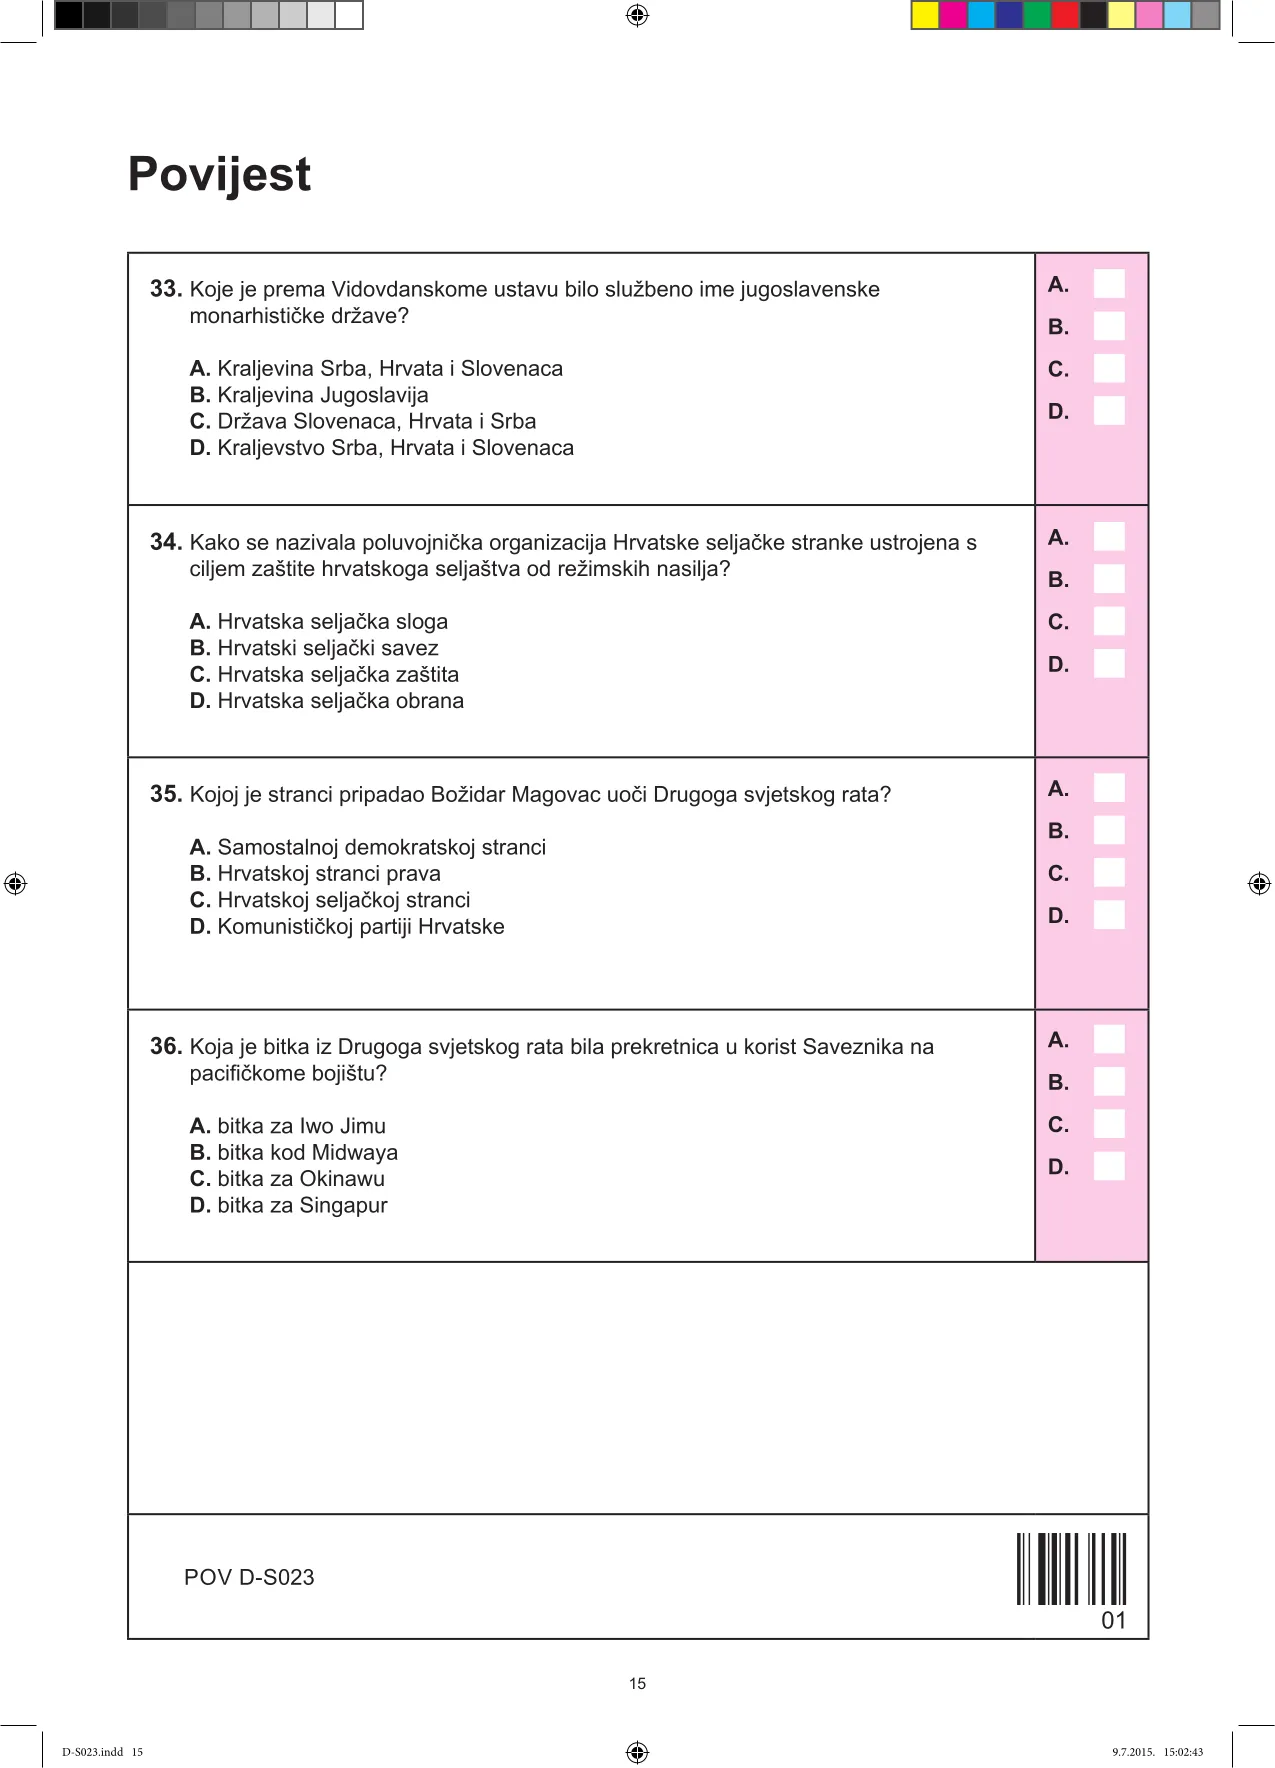 Povijest
33. Koje je prema Vidovdanskome ustavu bilo službeno ime jugoslavenske
monarhističke države?
A. Kraljevina Srba, Hrvata i Slovenaca
B. Kraljevina Jugoslavija
C. Država Slovenaca, Hrvata i Srba
D. Kraljevstvo Srba, Hrvata i Slovenaca
A.
B.
C.
D.
34. Kako se nazivala poluvojnička organizacija Hrvatske seljačke stranke ustrojena s
ciljem zaštite hrvatskoga seljaštva od režimskih nasilja?
A. Hrvatska seljačka sloga
B. Hrvatski seljački savez
C. Hrvatska seljačka zaštita
D. Hrvatska seljačka obrana
A.
B.
C.
D.
35. Kojoj je stranci pripadao Božidar Magovac uoči Drugoga svjetskog rata?
A. Samostalnoj demokratskoj stranci
B. Hrvatskoj stranci prava
C. Hrvatskoj seljačkoj stranci
D. Komunističkoj partiji Hrvatske
A.
B.
C.
D.
36. Koja je bitka iz Drugoga svjetskog rata bila prekretnica u korist Saveznika na
pacifičkome bojištu?
A. bitka za Iwo Jimu
B. bitka kod Midwaya
C. bitka za Okinawu
D. bitka za Singapur
A.
B.
C.
D.
POV D-S023
01
15
D-S023.indd 15
9.7.2015. 15:02:43